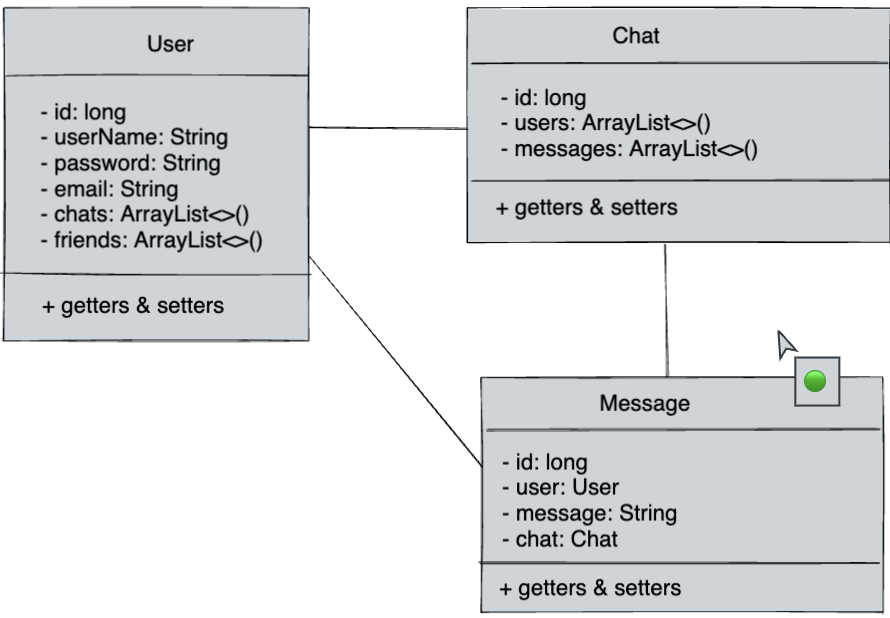 User
- id: long
- userName: String
- password: String
- email: String
- chats: ArrayList<>()
- friends: ArrayList<>()
+ getters & setters
Chat
- id: long
- users: ArrayList<>()
- messages: ArrayList<>()
+ getters & setters
Message
- id: long
- user: User
- message: String
- chat: Chat
+ getters & setters